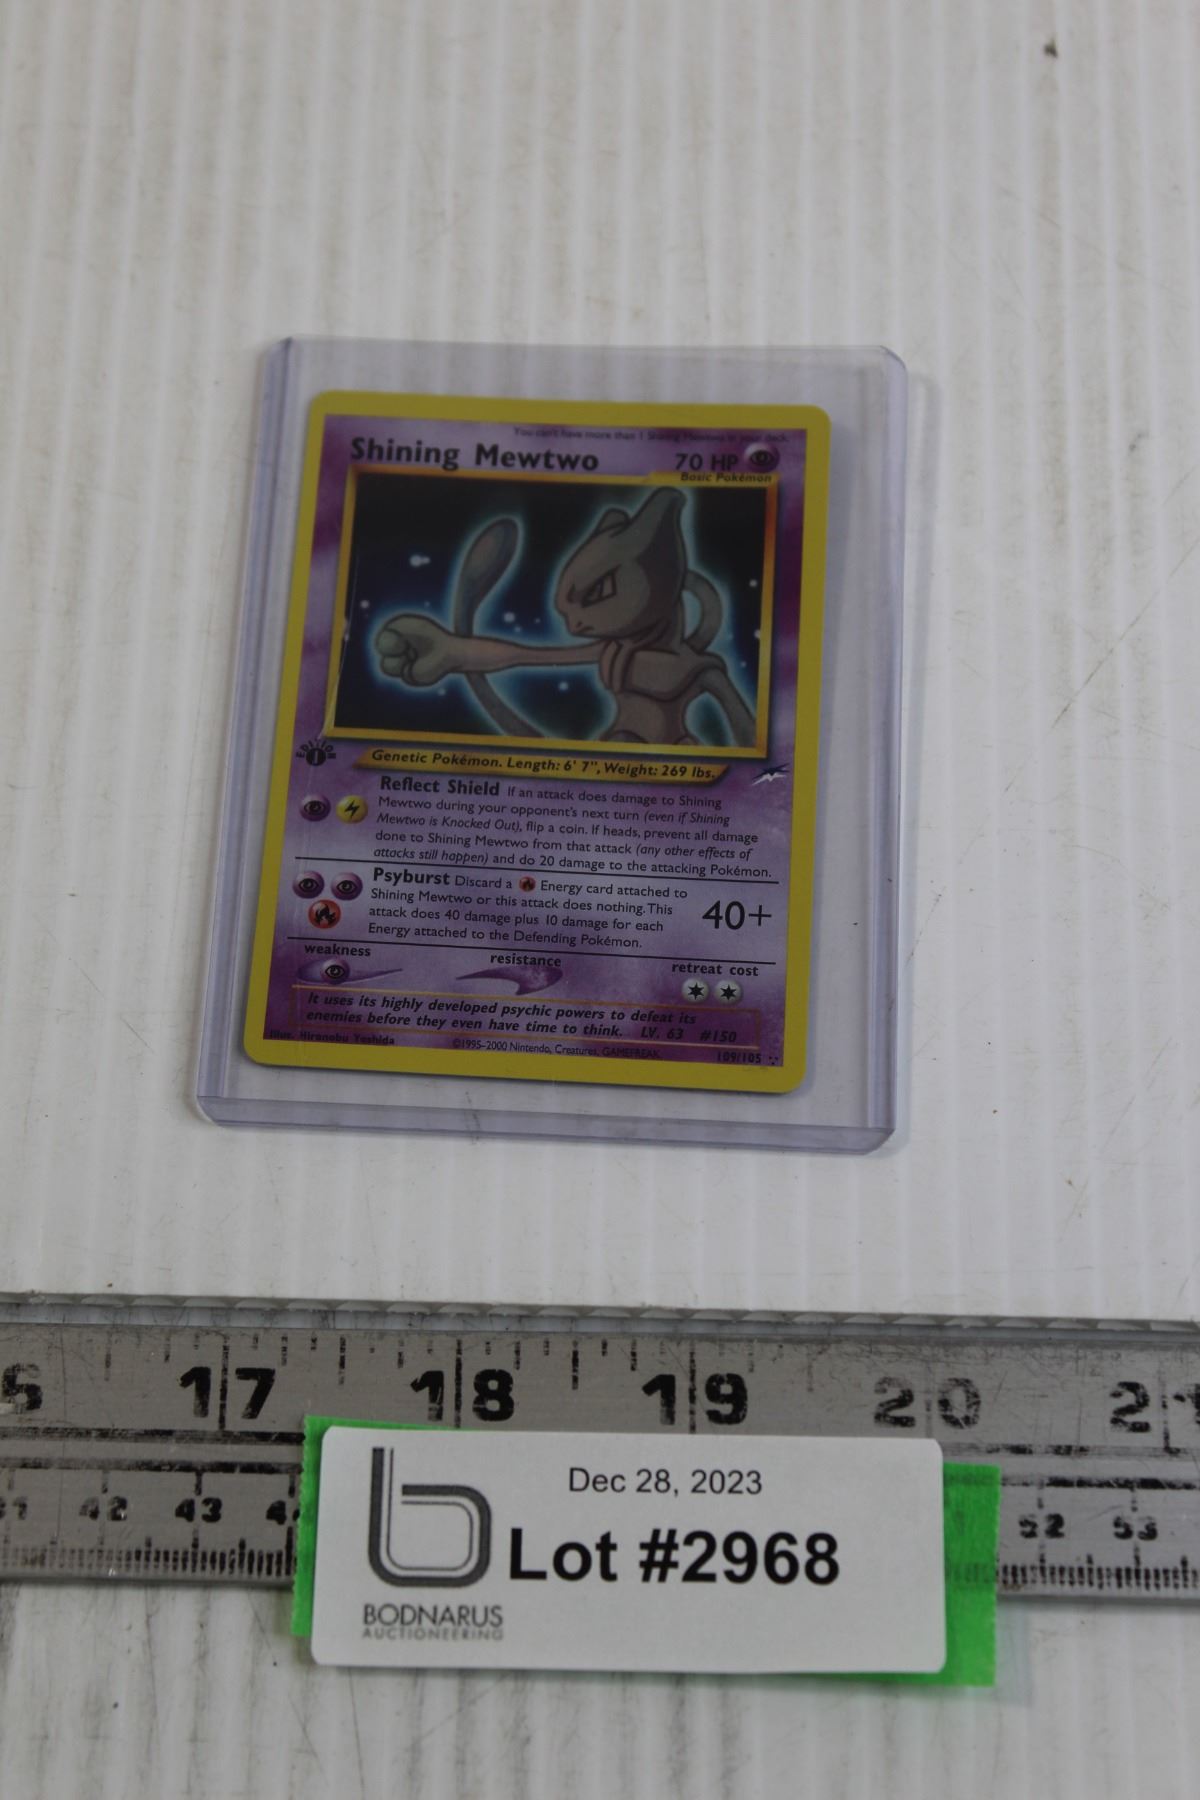 You can't have more than 1 Shining Mewtwo in your deck.
Shining Mewtwo 70 HP
Basic Pokémon
EDITION
1
Genetic Pokémon. Length: 6' 7", Weight: 269 lbs.
Reflect Shield If an attack does damage to Shining
Mewtwo during your opponent's next turn (even if Shining
Mewtwo is Knocked Out), flip a coin. If heads, prevent all damage
done to Shining Mewtwo from that attack (any other effects of
attacks still happen) and do 20 damage to the attacking Pokémon.
Psyburst Discard a Energy card attached to
Shining Mewtwo or this attack does nothing. This
attack does 40 damage plus 10 damage for each
Energy attached to the Defending Pokémon.
40+
weakness resistance retreat cost
It uses its highly developed psychic powers to defeat its
enemies before they even have time to think. LV. 63 #150
Illus. Hironobu Yoshida ©1995-2000 Nintendo, Creatures, GAMEFREAK. 109/105
17 18 19 20 21
42 43 52 53
Dec 28, 2023
Lot #2968
b
BODNARUS
AUCTIONEERING